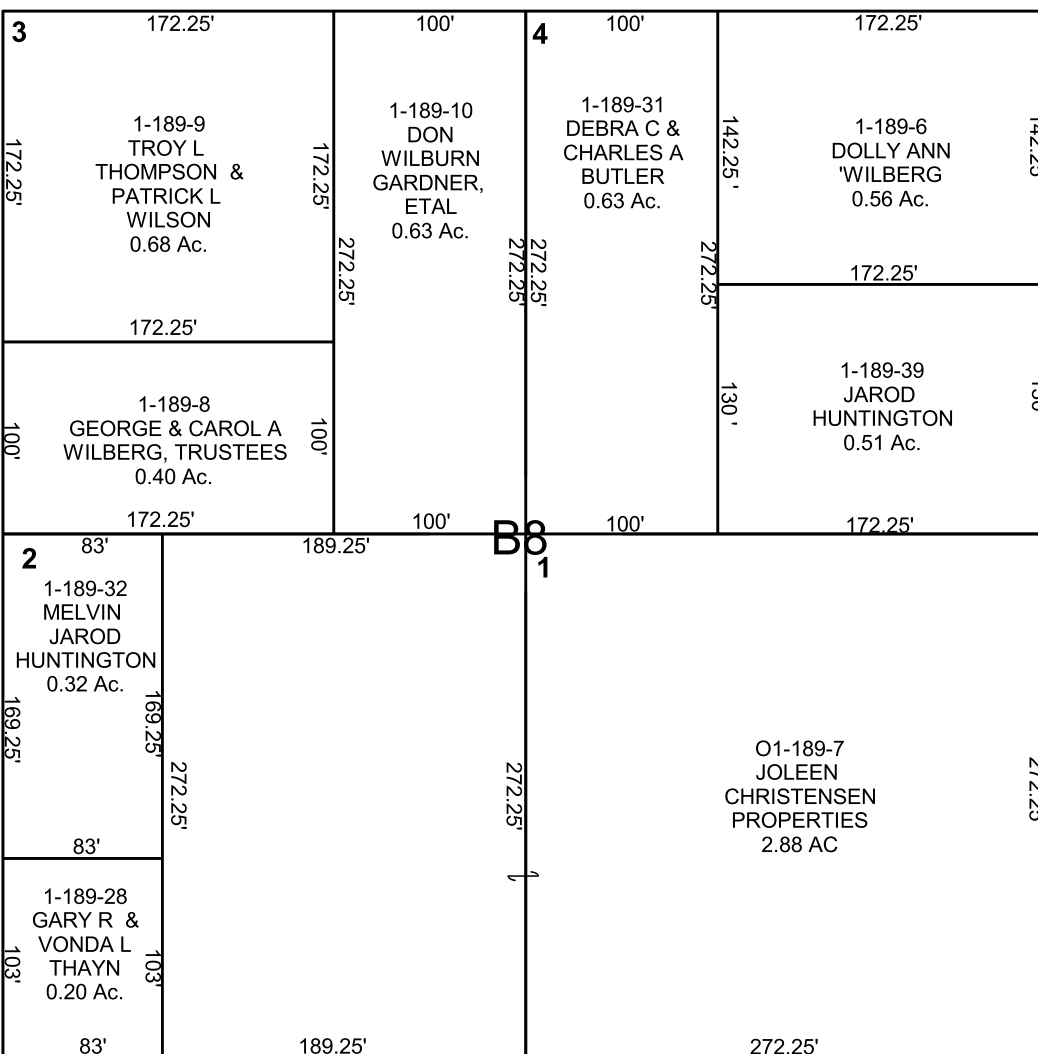 3
172.25'
100'
4
100'
172.25'
1-189-9
TROY L
THOMPSON &
PATRICK L
WILSON
0.68 Ac.
172.25'
172.25'
172.25'
1-189-10
DON
WILBURN
GARDNER,
ETAL
0.63 Ac.
272.25'
272.25'
1-189-31
DEBRA C &
CHARLES A
BUTLER
0.63 Ac.
272.25'
272.25'
142.25 '
1-189-6
DOLLY ANN
'WILBERG
0.56 Ac.
142.25
172.25'
1-189-8
GEORGE & CAROL A
WILBERG, TRUSTEES
0.40 Ac.
100'
100'
172.25'
100'
100'
130 '
1-189-39
JAROD
HUNTINGTON
0.51 Ac.
172.25'
B8
2
83'
189.25'
1
1-189-32
MELVIN
JAROD
HUNTINGTON
0.32 Ac.
169.25'
169.25'
83'
272.25'
272.25'
O1-189-7
JOLEEN
CHRISTENSEN
PROPERTIES
2.88 AC
272.25
1-189-28
GARY R &
VONDA L
THAYN
0.20 Ac.
103'
103'
83'
189.25'
272.25'